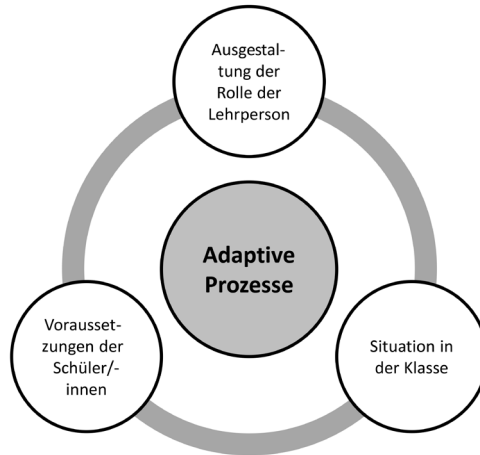 Ausgestal-
tung der
Rolle der
Lehrperson
Adaptive
Prozesse
Vorausset-
zungen der
Schüler/-
innen
Situation in
der Klasse